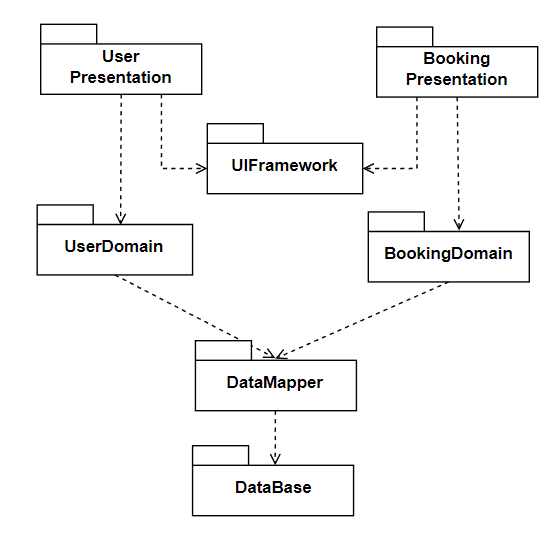 User
Presentation
Booking
Presentation
UIFramework
UserDomain
BookingDomain
DataMapper
DataBase